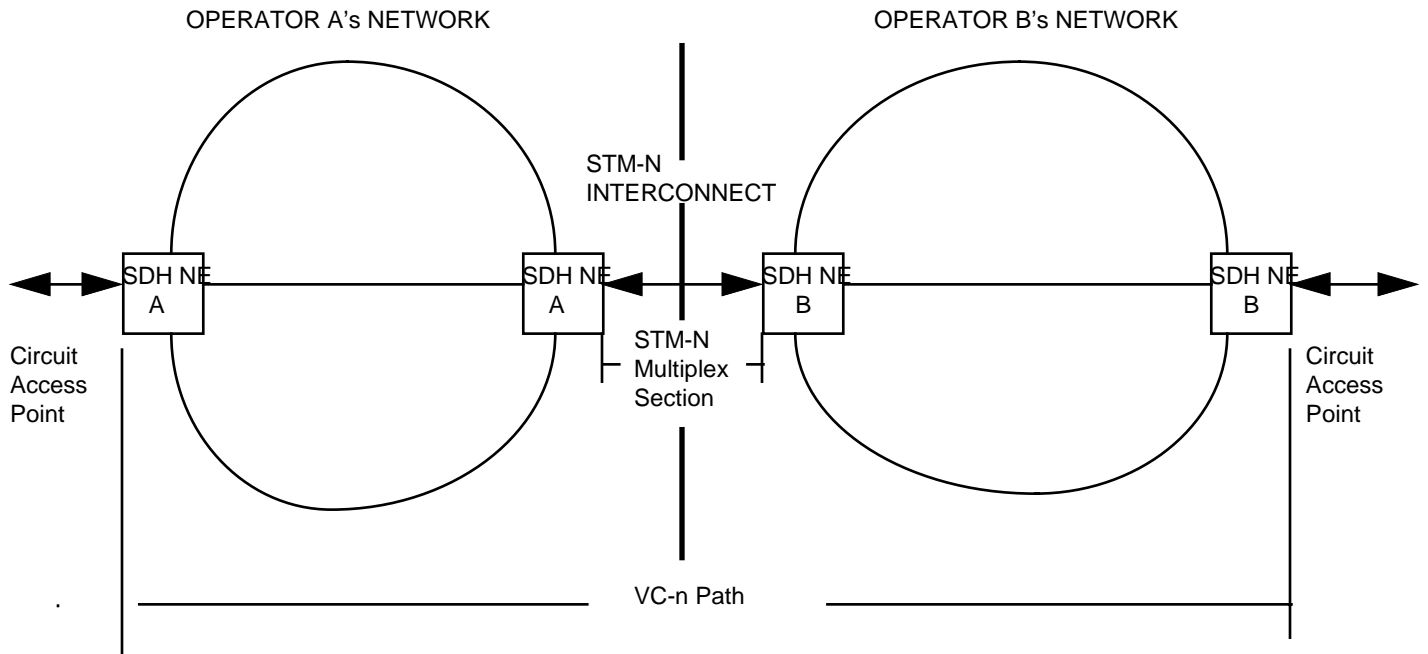 OPERATOR A's NETWORK
OPERATOR B's NETWORK
STM-N
INTERCONNECT
SDH NE
A
SDH NE
A
SDH NE
B
SDH NE
B
Circuit
Access
Point
STM-N
Multiplex
Section
Circuit
Access
Point
VC-n Path
.